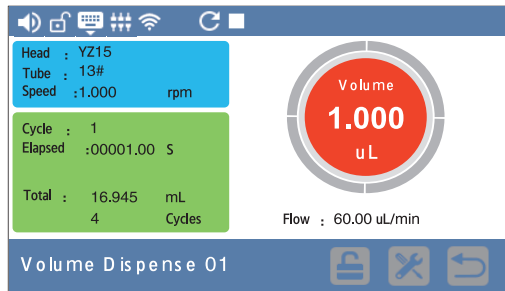 Head : YZ15
Tube : 13#
Speed :1.000 rpm
Cycle : 1
Elapsed :00001.00 S
Total : 16.945 mL
4 Cycles
Volume
1.000
uL
Flow : 60.00 uL/min
Volume Dispense 01